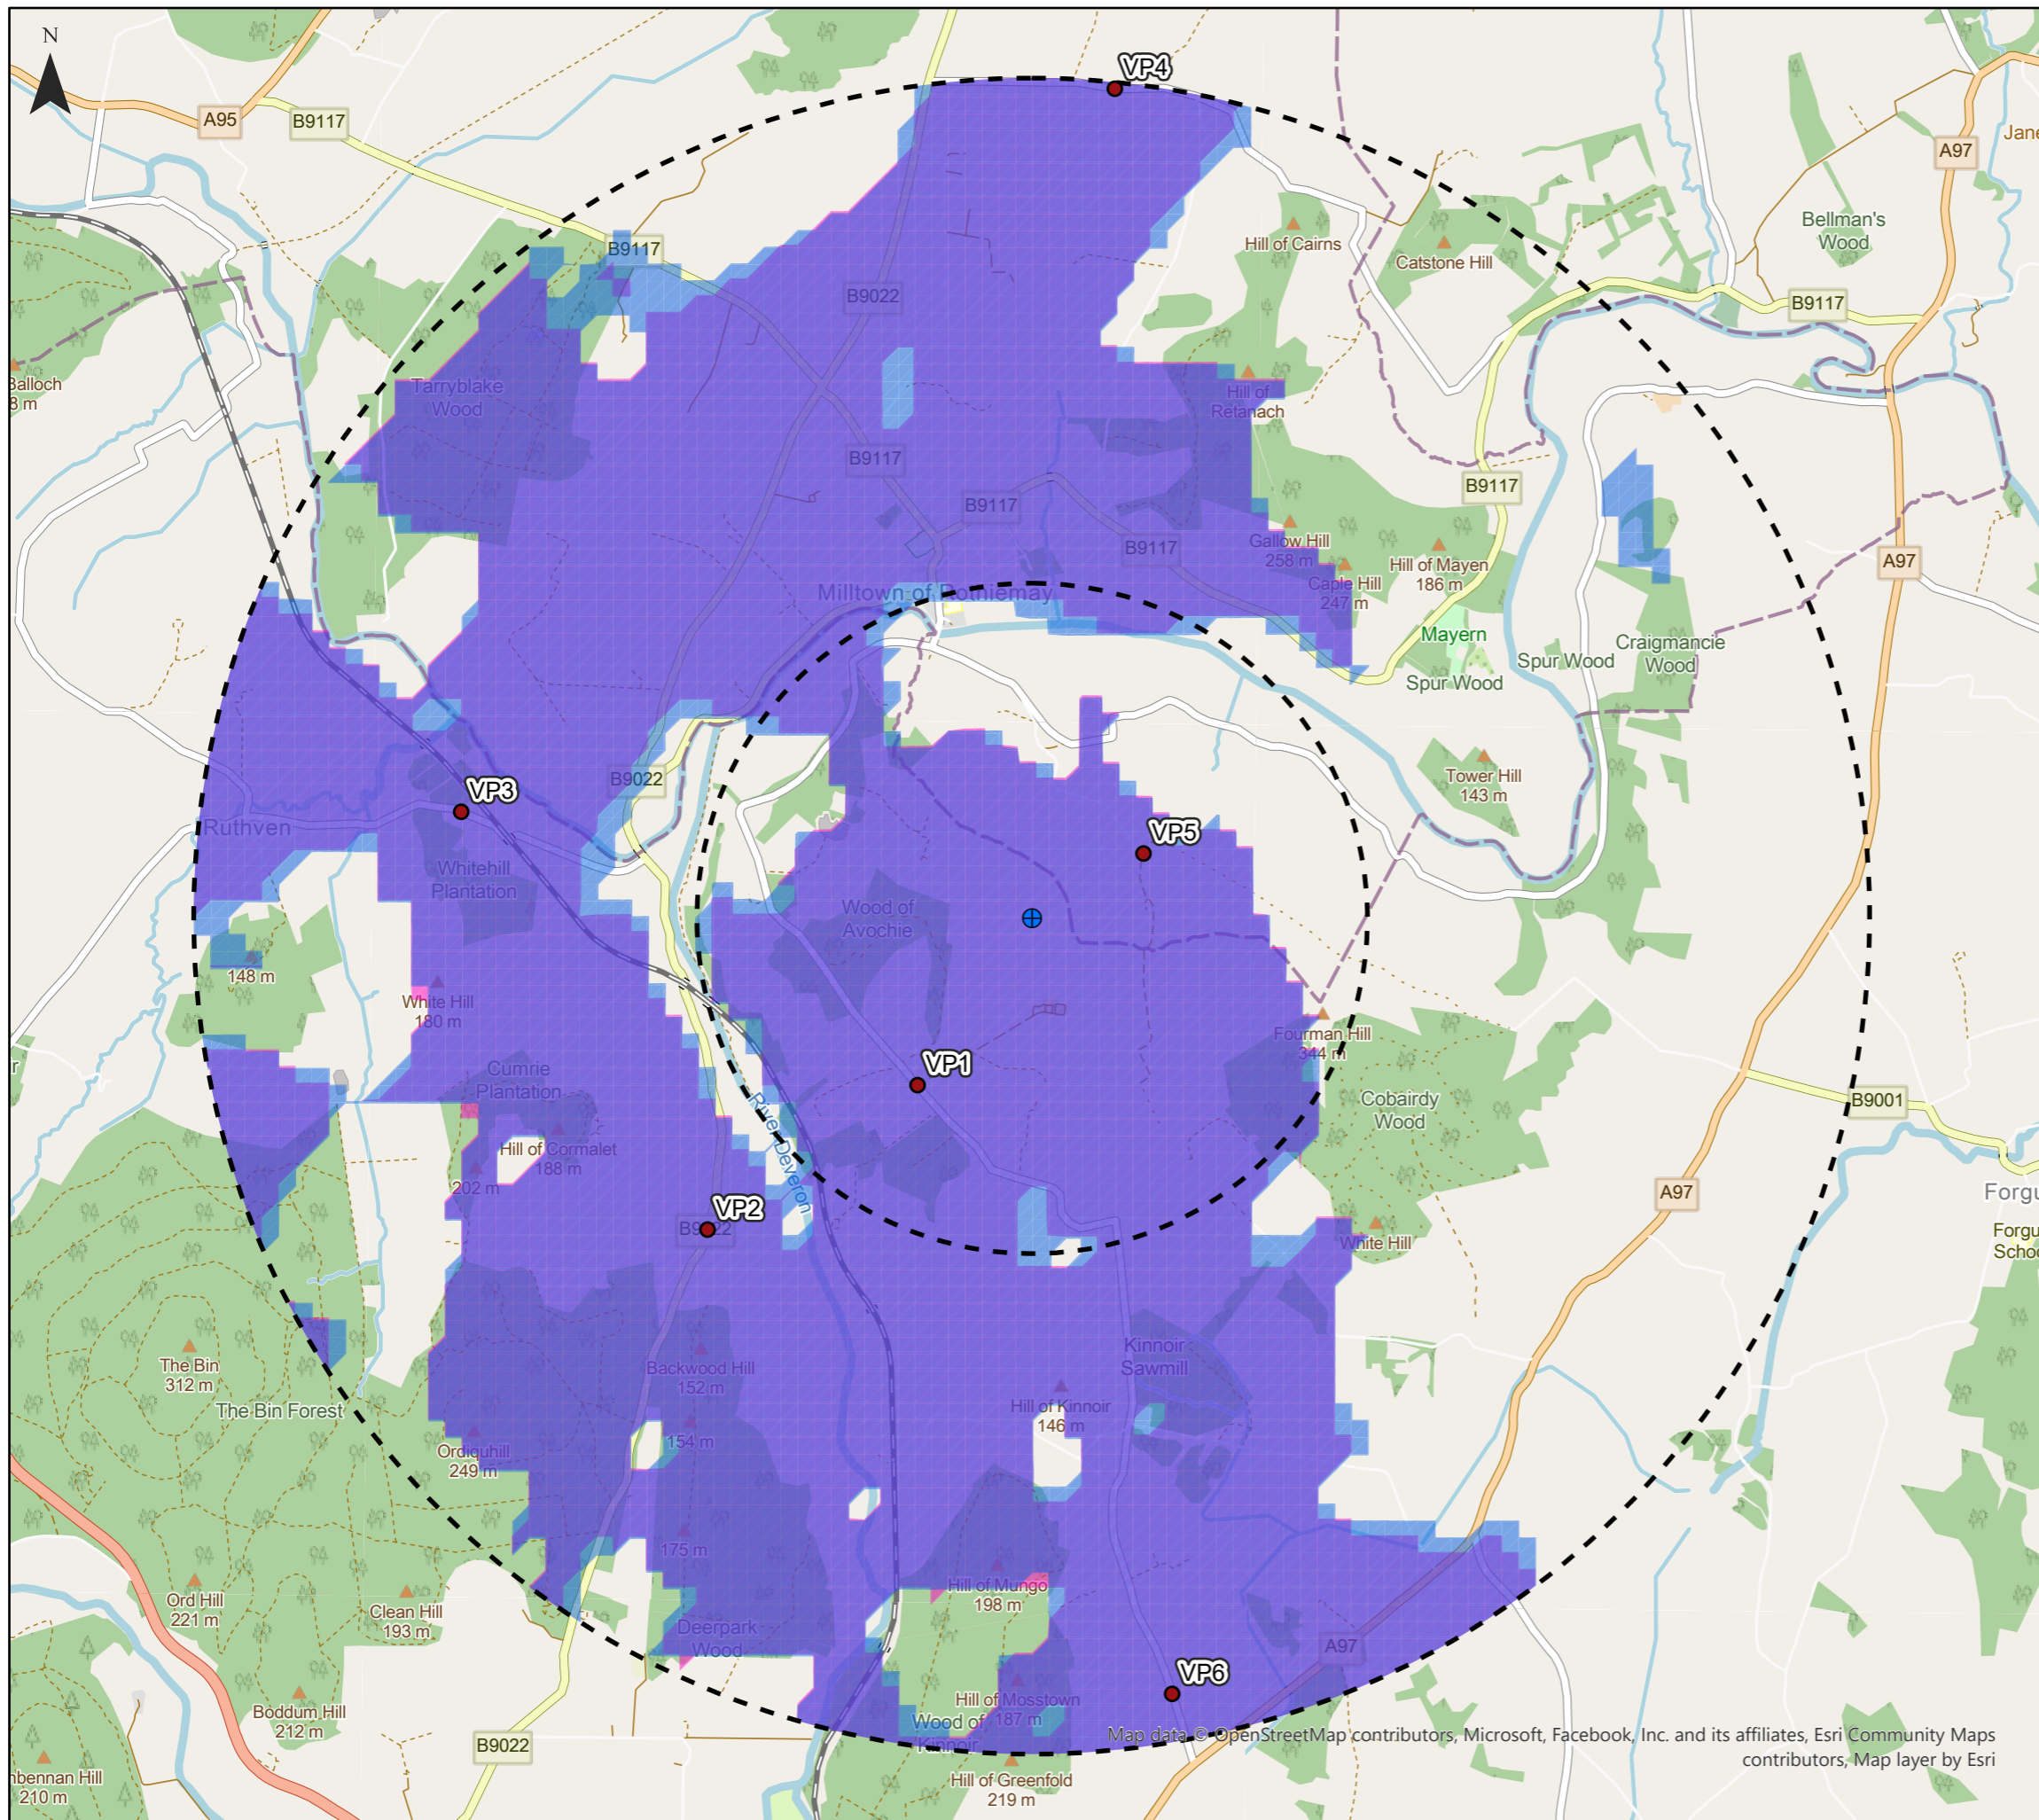 N
VP4
A95
B9117
Jane
A97
Bellman's
Wood
Hill of Cairns
Catstone Hill
B9117
B9022
B9117
Balloch
8 m
Tarryblake
Wood
Hill of
Retanach
B9117
B9117
B9117
B9117
Gallow Hill
258 m
Hill of Mayen
186 m
A97
Caple Hill
247 m
Milltown of Rothiemay
Mayern
Spur Wood
Spur Wood
Craigmancie
Wood
B9022
Tower Hill
143 m
VP3
Ruthven
VP5
Whitehill
Plantation
Wood of
Avochie
148 m
White Hill
180 m
Fourman Hill
344 m
r
VP1
Cumrie
Plantation
Cobairdy
Wood
B9001
River Deveron
Hill of Cormalet
188 m
202 m
A97
Forgu
VP2
B9022
White Hill
Forgu
Schoo
The Bin
312 m
Backwood Hill
152 m
Kinnoir
Sawmill
The Bin Forest
Hill of Kinnoir
146 m
Ordiquhill
249 m
154 m
175 m
Ord Hill
221 m
Clean Hill
193 m
Hill of Mungo
198 m
Deerpark
Wood
A97
VP6
Boddum Hill
212 m
Hill of Mosstown
187 m
Wood of
Kinnoir
B9022
Map data © OpenStreetMap contributors, Microsoft, Facebook, Inc. and its affiliates, Esri Community Maps
contributors, Map layer by Esri
nbennan Hill
210 m
Hill of Greenfold
219 m